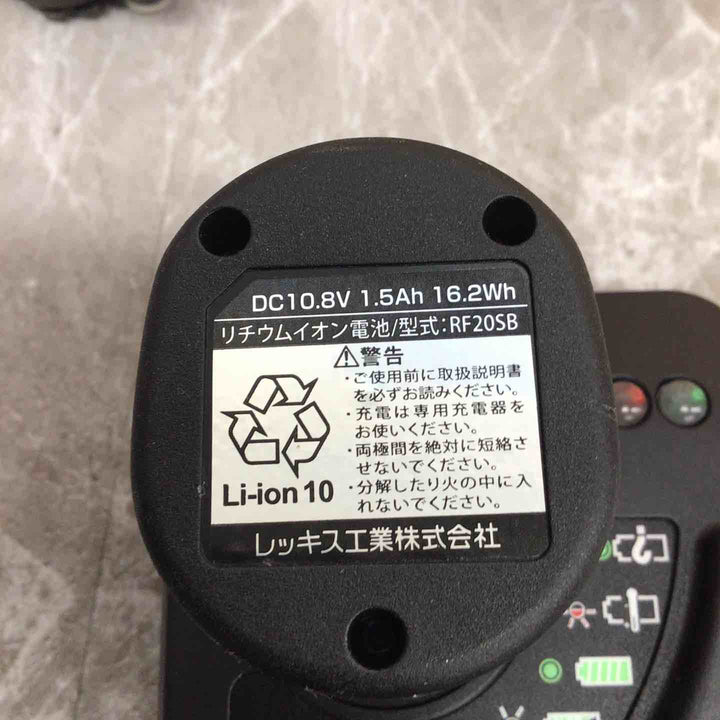 DC10.8V 1.5Ah 16.2Wh
リチウムイオン電池/型式:RF20SB
⚠警告
・ご使用前に取扱説明書
を必ずお読みください。
・充電は専用充電器を
お使いください。
・両極間を絶対に短絡さ
せないでください。
・分解したり火の中に入
れないでください。
Li-ion 10
レッキス工業株式会社